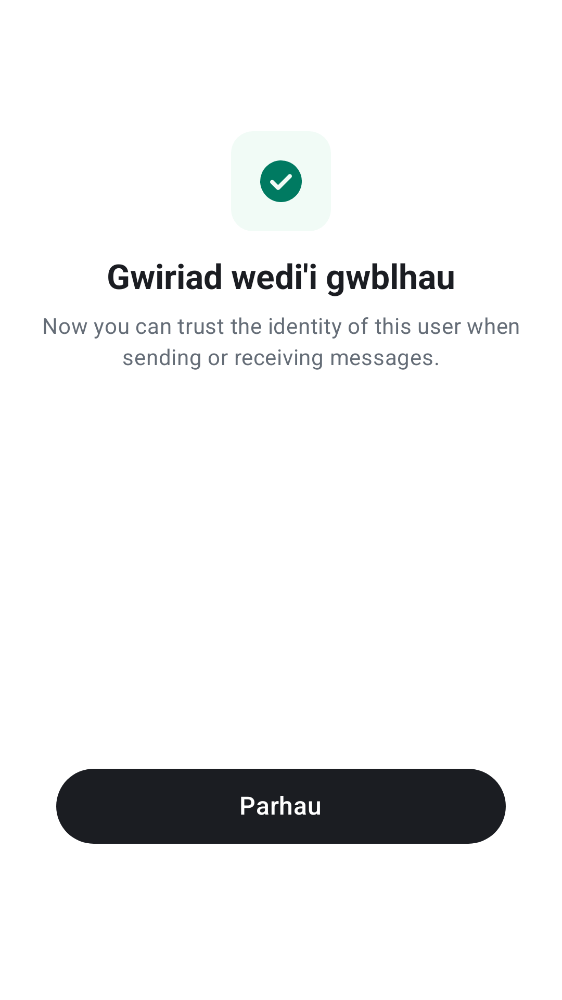 Gwiriad wedi'i gwblhau
Now you can trust the identity of this user when
sending or receiving messages.
Parhau